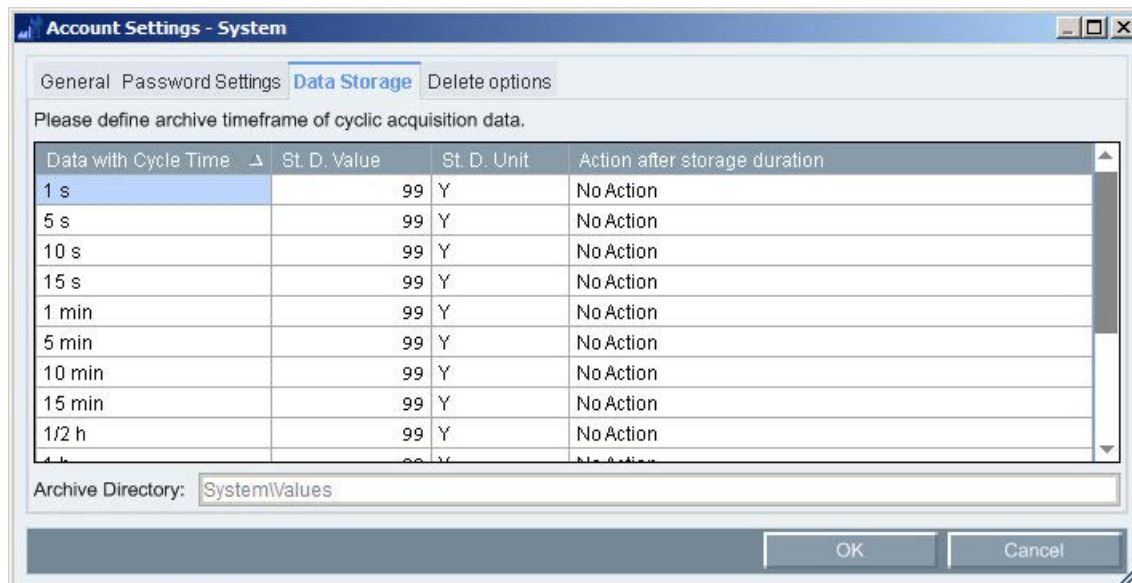 Account Settings - System
General Password Settings Data Storage Delete options
Please define archive timeframe of cyclic acquisition data.
Data with Cycle Time St. D. Value St. D. Unit Action after storage duration
1 s 99 Y No Action
5 s 99 Y No Action
10 s 99 Y No Action
15 s 99 Y No Action
1 min 99 Y No Action
5 min 99 Y No Action
10 min 99 Y No Action
15 min 99 Y No Action
1/2 h 99 Y No Action
Archive Directory: System\Values
OK Cancel